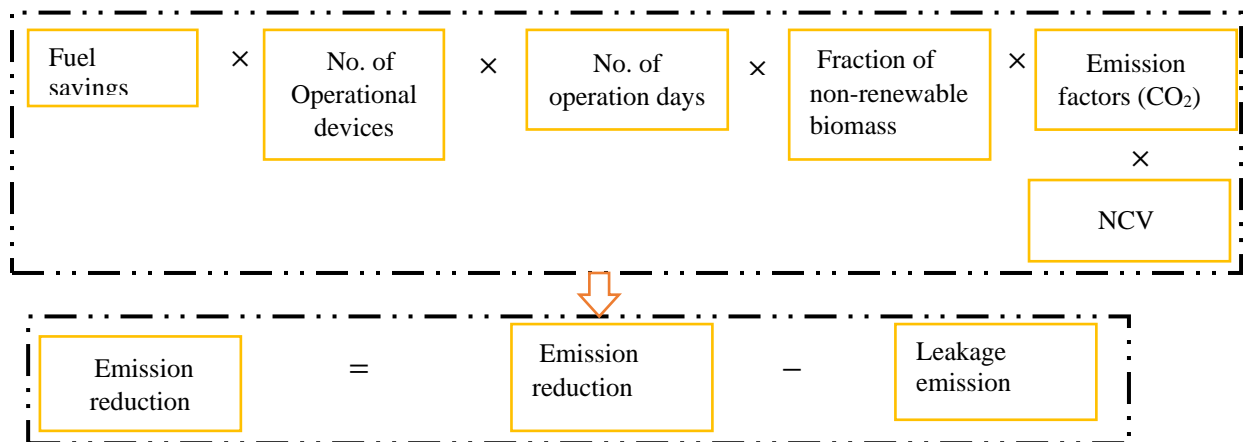 Fuel
savings
×
No. of
Operational
devices
×
No. of
operation days
×
Fraction of
non-renewable
biomass
×
Emission
factors (CO₂)
×
NCV
Emission
reduction
=
Emission
reduction
−
Leakage
emission